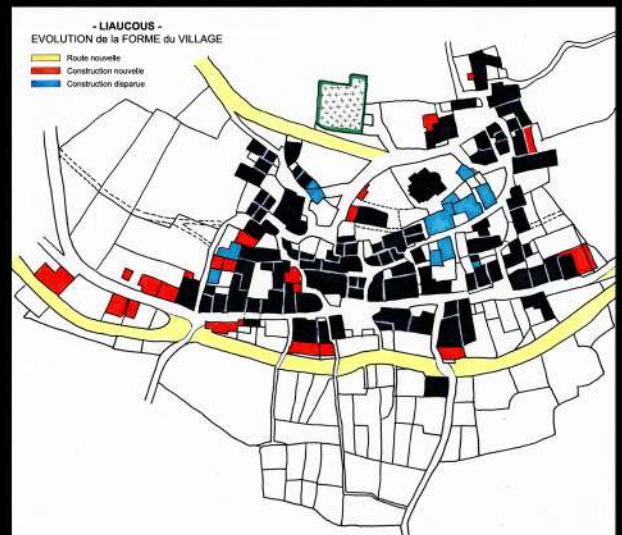 - LIAUCOUS -
EVOLUTION de la FORME du VILLAGE
Route nouvelle
Construction nouvelle
Construction disparue